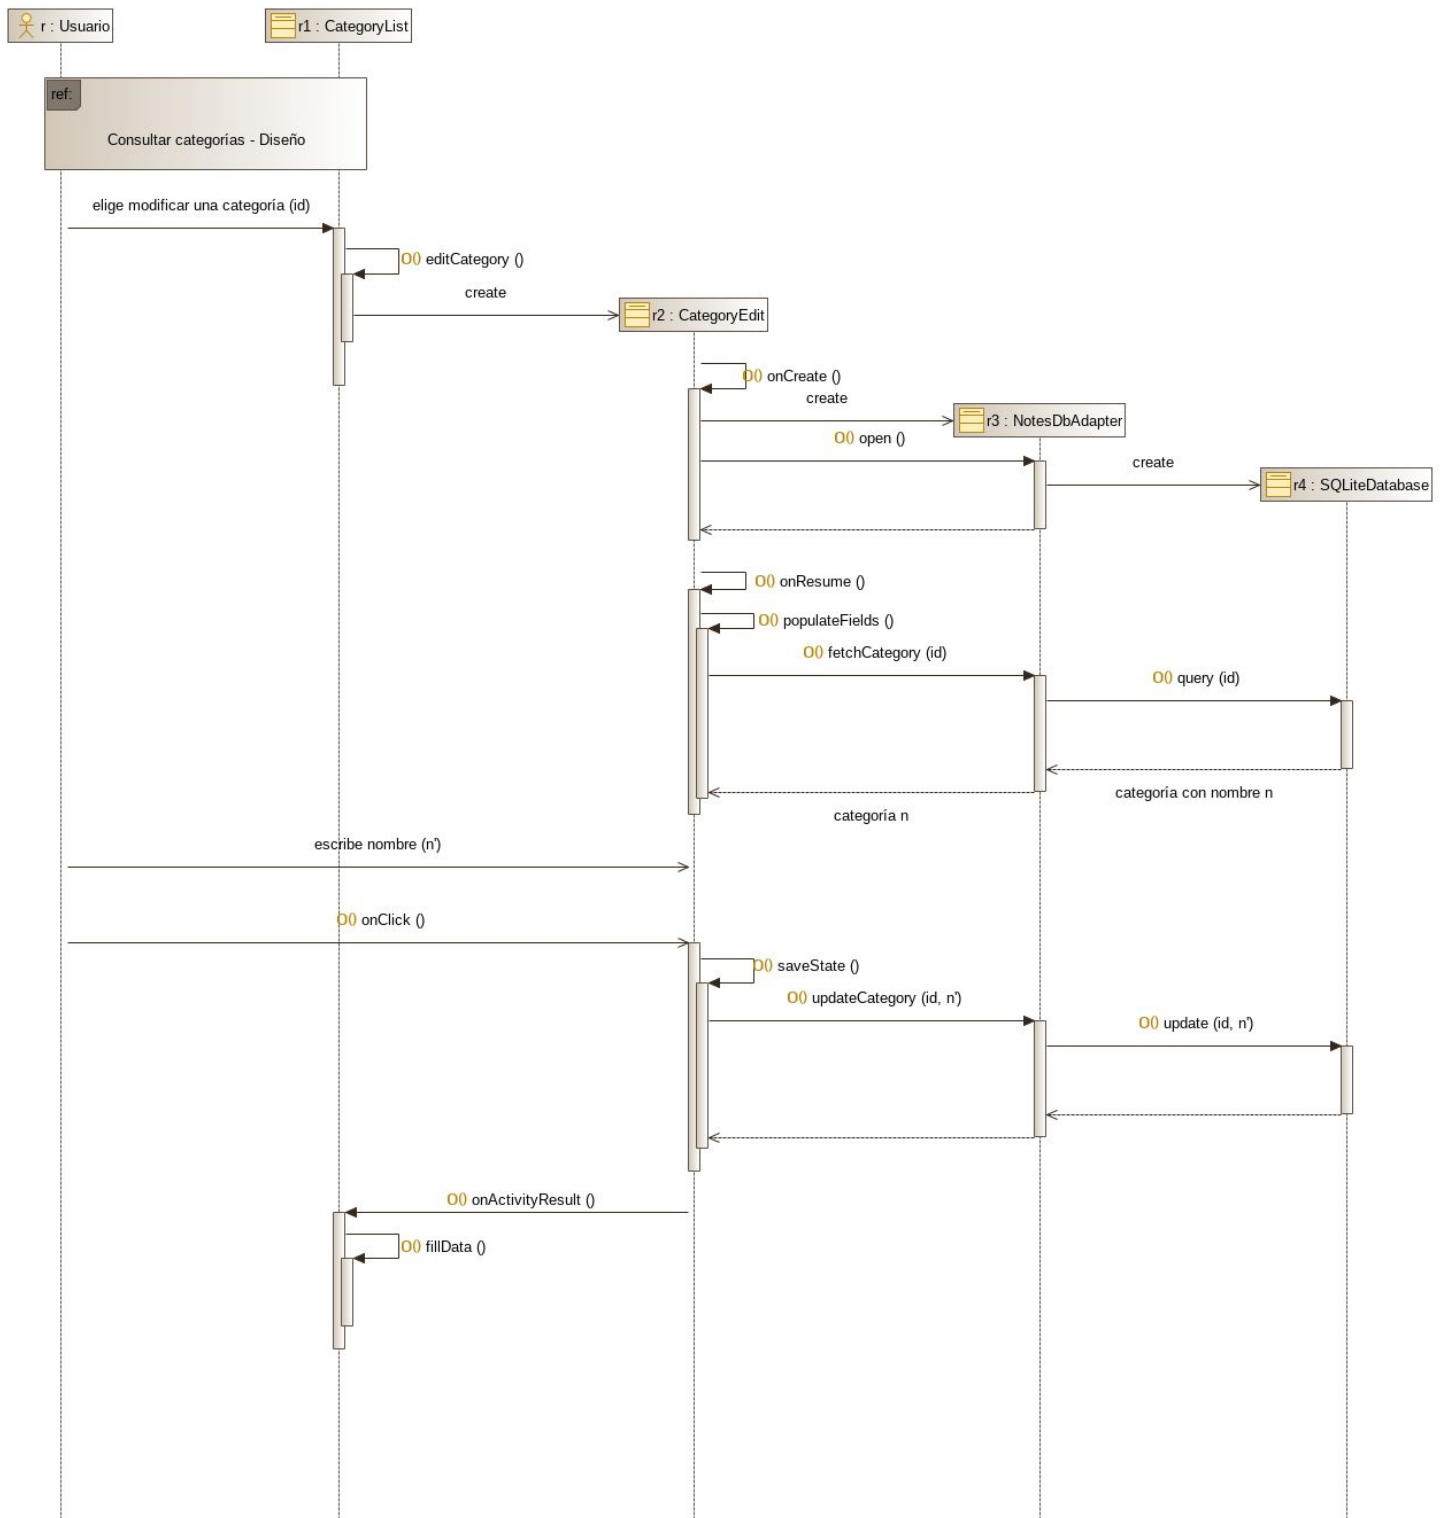 r : Usuario
r1 : CategoryList
ref:
Consultar categorías - Diseño
elige modificar una categoría (id)
O() editCategory ()
create
r2 : CategoryEdit
O() onCreate ()
create
r3 : NotesDbAdapter
O() open ()
create
r4 : SQLiteDatabase
O() onResume ()
O() populateFields ()
O() fetchCategory (id)
O() query (id)
categoría con nombre n
categoría n
escribe nombre (n')
O() onClick ()
O() saveState ()
O() updateCategory (id, n')
O() update (id, n')
O() onActivityResult ()
O() fillData ()